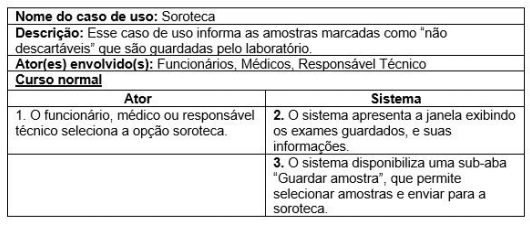 Nome do caso de uso: Soroteca
Descrição: Esse caso de uso informa as amostras marcadas como “não
descartáveis” que são guardadas pelo laboratório.
Ator(es) envolvido(s): Funcionários, Médicos, Responsável Técnico
Curso normal
Ator
Sistema
1. O funcionário, médico ou responsável
técnico seleciona a opção soroteca.
2. O sistema apresenta a janela exibindo
os exames guardados, e suas
informações.
3. O sistema disponibiliza uma sub-aba
“Guardar amostra”, que permite
selecionar amostras e enviar para a
soroteca.